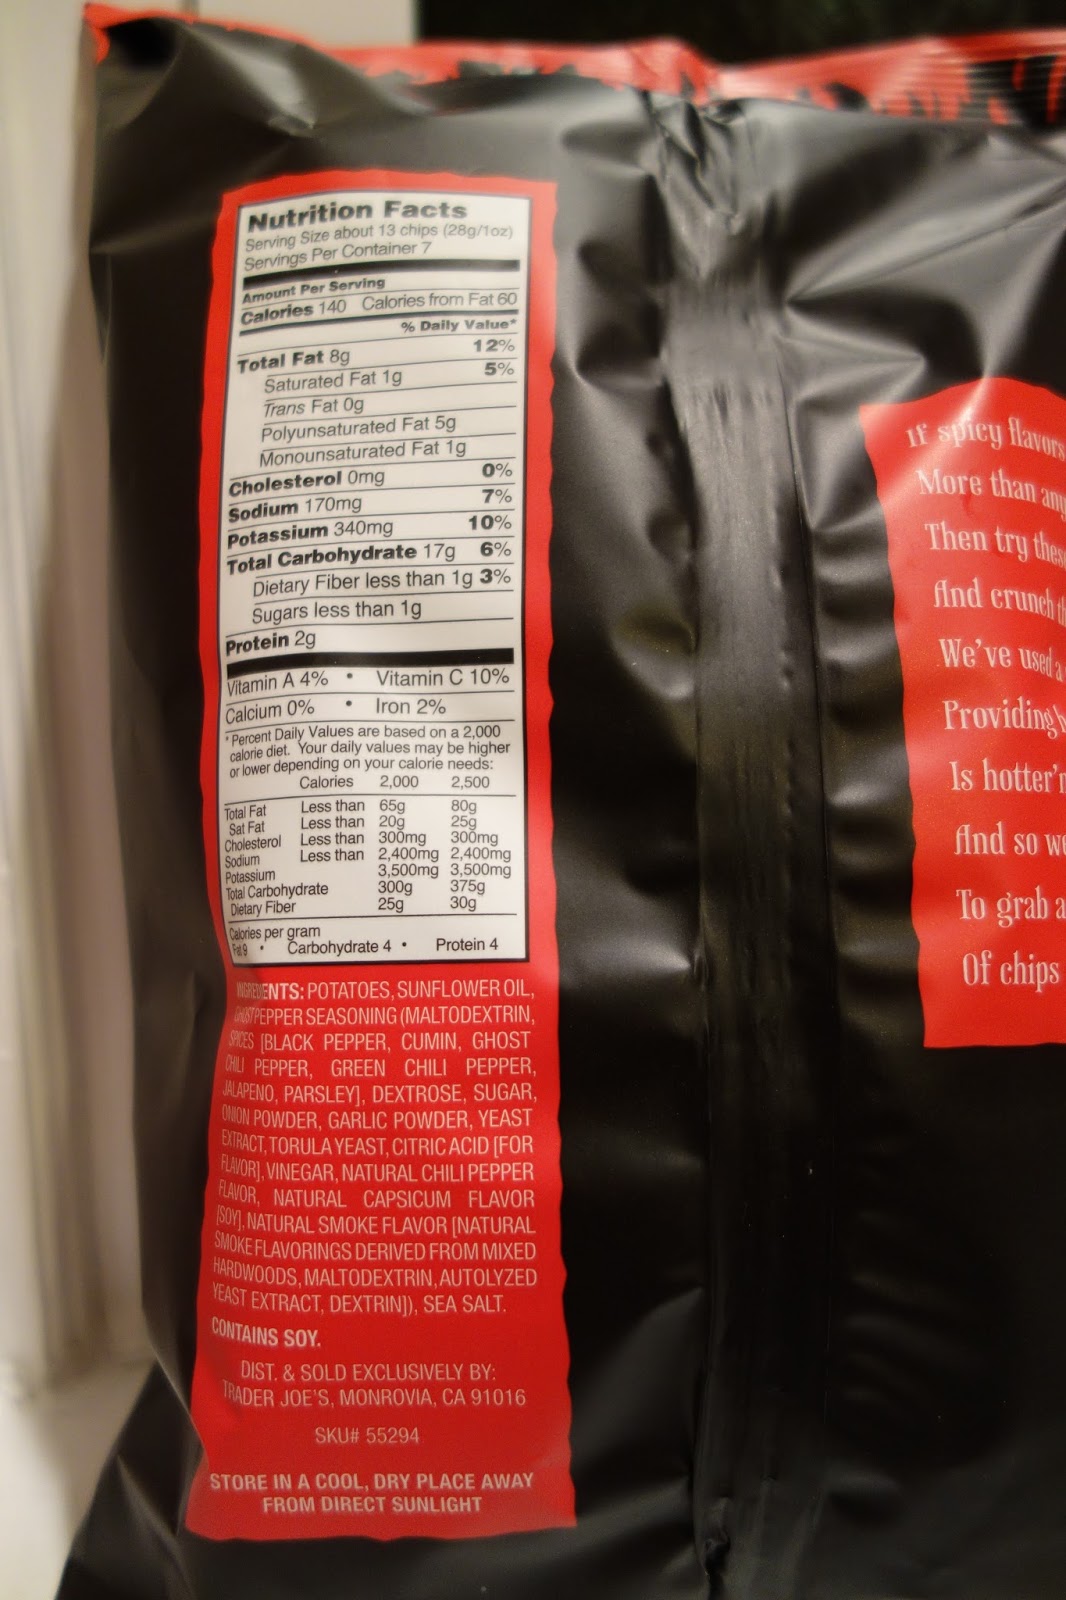 Nutrition Facts
Serving Size about 13 chips (28g/1oz)
Servings Per Container 7
Amount Per Serving
Calories 140 Calories from Fat 60
% Daily Value*
Total Fat 8g 12%
Saturated Fat 1g 5%
Trans Fat 0g
Polyunsaturated Fat 5g
Monounsaturated Fat 1g
Cholesterol 0mg 0%
Sodium 170mg 7%
Potassium 340mg 10%
Total Carbohydrate 17g 6%
Dietary Fiber less than 1g 3%
Sugars less than 1g
Protein 2g
Vitamin A 4% • Vitamin C 10%
Calcium 0% • Iron 2%
*Percent Daily Values are based on a 2,000
calorie diet. Your daily values may be higher
or lower depending on your calorie needs:
Calories 2,000 2,500
Total Fat Less than 65g 80g
Sat Fat Less than 20g 25g
Cholesterol Less than 300mg 300mg
Sodium Less than 2,400mg 2,400mg
Potassium 3,500mg 3,500mg
Total Carbohydrate 300g 375g
Dietary Fiber 25g 30g
Calories per gram
Fat 9 • Carbohydrate 4 • Protein 4
INGREDIENTS: POTATOES, SUNFLOWER OIL,
GHOST PEPPER SEASONING (MALTODEXTRIN,
SPICES [BLACK PEPPER, CUMIN, GHOST
CHILI PEPPER, GREEN CHILI PEPPER,
JALAPENO, PARSLEY], DEXTROSE, SUGAR,
ONION POWDER, GARLIC POWDER, YEAST
EXTRACT, TORULA YEAST, CITRIC ACID [FOR
FLAVOR], VINEGAR, NATURAL CHILI PEPPER
FLAVOR, NATURAL CAPSICUM FLAVOR
[SOY], NATURAL SMOKE FLAVOR [NATURAL
SMOKE FLAVORINGS DERIVED FROM MIXED
HARDWOODS, MALTODEXTRIN, AUTOLYZED
YEAST EXTRACT, DEXTRIN]), SEA SALT.
CONTAINS SOY.
DIST. & SOLD EXCLUSIVELY BY:
TRADER JOE'S, MONROVIA, CA 91016
SKU# 55294
STORE IN A COOL, DRY PLACE AWAY
FROM DIRECT SUNLIGHT
If spicy flavors
More than any
Then try these
And crunch
We've used a
Providing
Is hotter'n
And so we
To grab a
Of chips